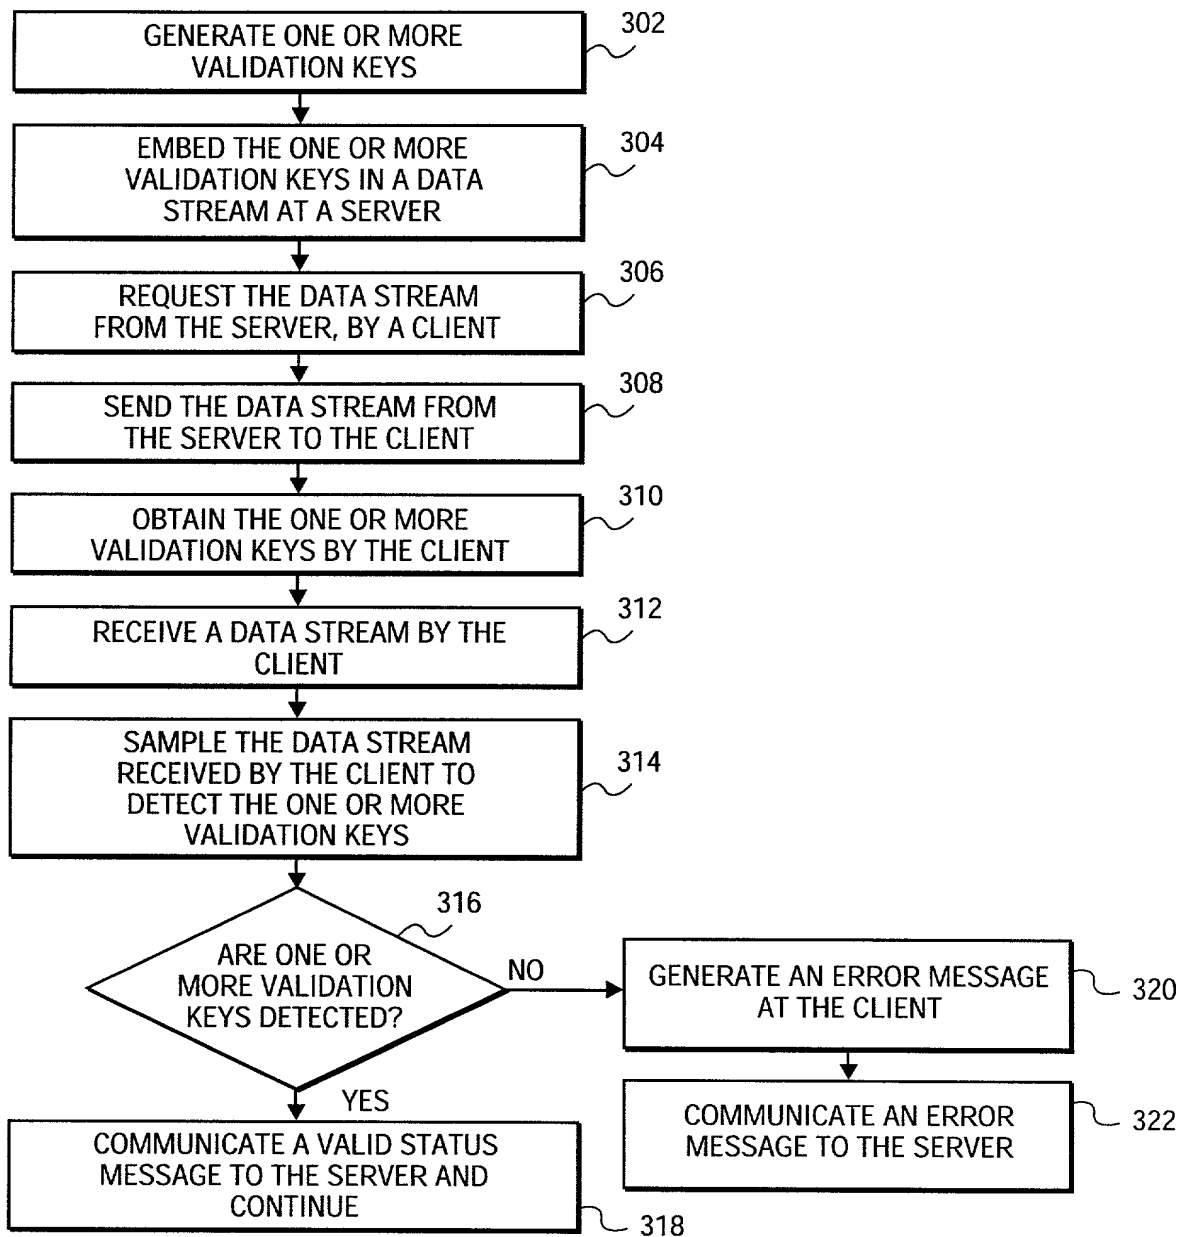 GENERATE ONE OR MORE
VALIDATION KEYS
302
EMBED THE ONE OR MORE
VALIDATION KEYS IN A DATA
STREAM AT A SERVER
304
REQUEST THE DATA STREAM
FROM THE SERVER, BY A CLIENT
306
SEND THE DATA STREAM FROM
THE SERVER TO THE CLIENT
308
OBTAIN THE ONE OR MORE
VALIDATION KEYS BY THE CLIENT
310
RECEIVE A DATA STREAM BY THE
CLIENT
312
SAMPLE THE DATA STREAM
RECEIVED BY THE CLIENT TO
DETECT THE ONE OR MORE
VALIDATION KEYS
314
ARE ONE OR
MORE VALIDATION
KEYS DETECTED?
316
NO
GENERATE AN ERROR MESSAGE
AT THE CLIENT
320
YES
COMMUNICATE AN ERROR
MESSAGE TO THE SERVER
322
COMMUNICATE A VALID STATUS
MESSAGE TO THE SERVER AND
CONTINUE
318